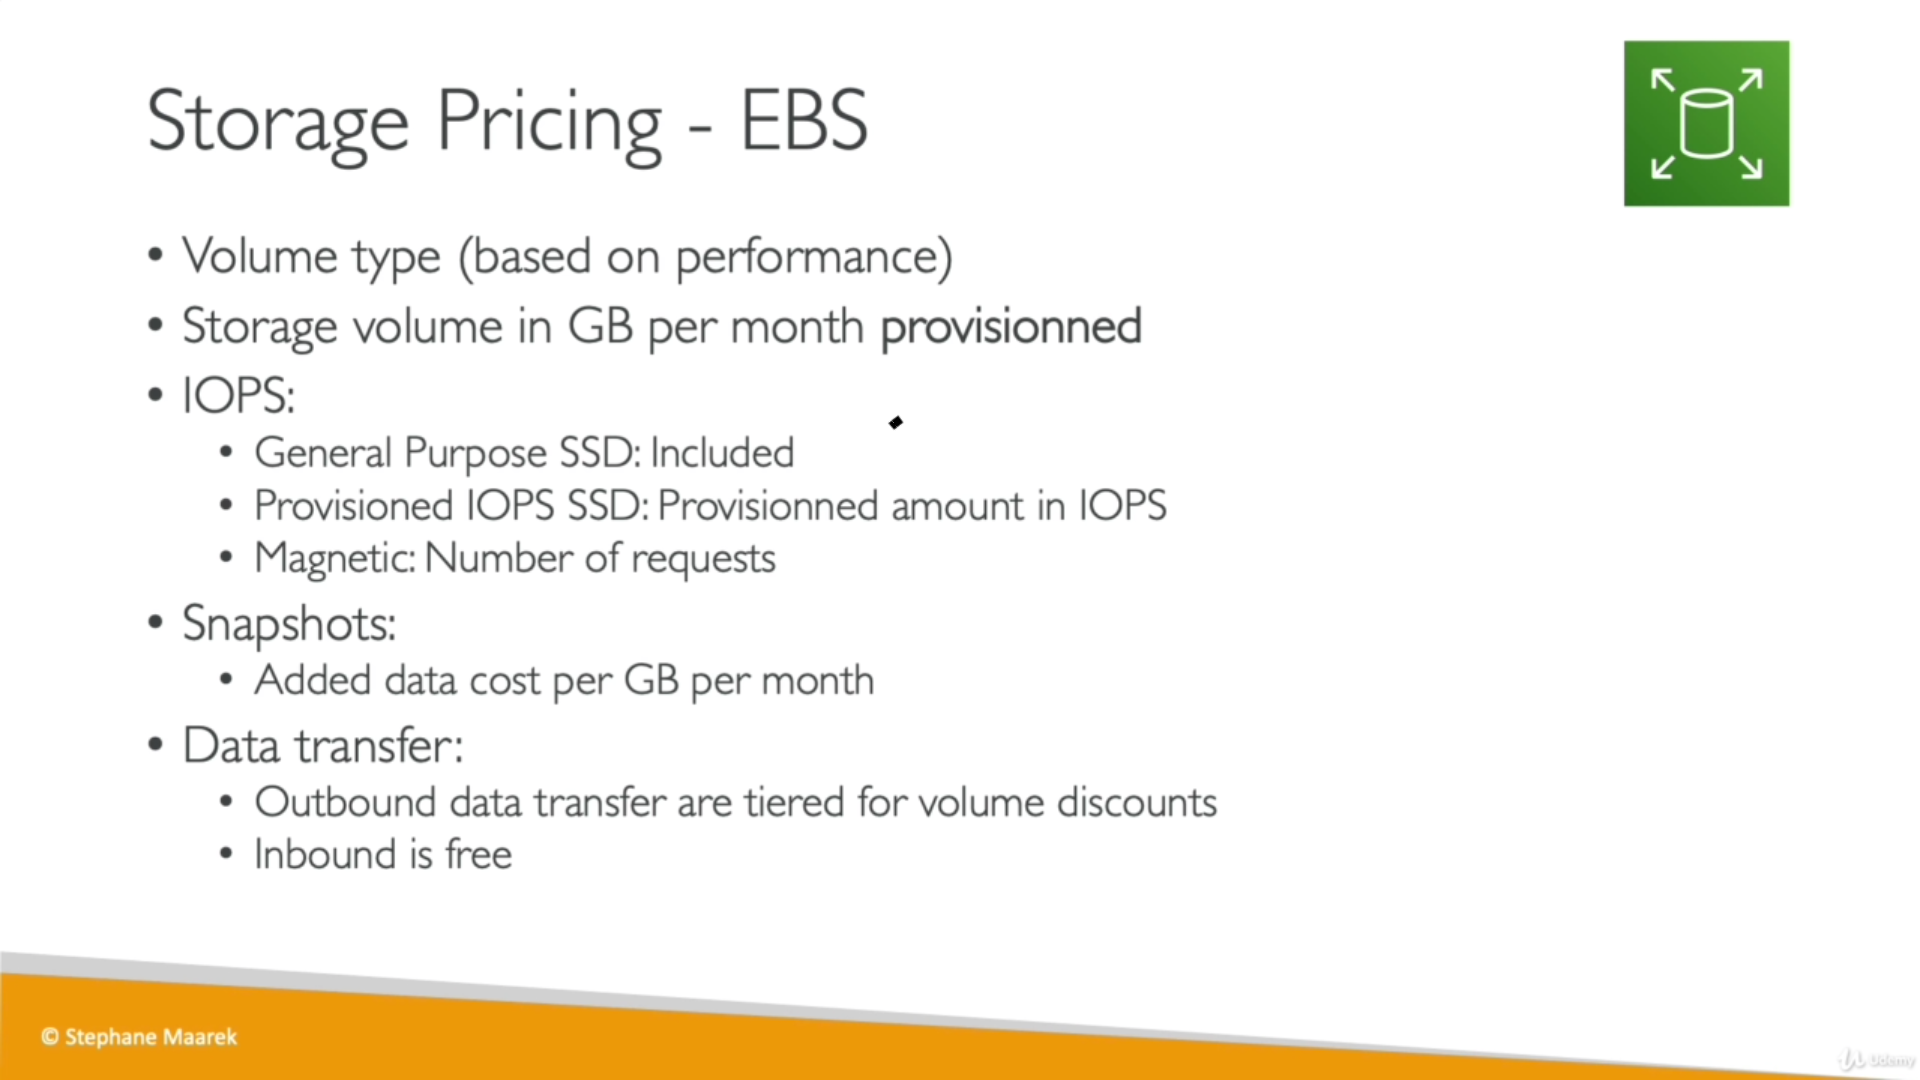 Storage Pricing - EBS
• Volume type (based on performance)
• Storage volume in GB per month provisionned
• IOPS:
• General Purpose SSD: Included
• Provisioned IOPS SSD: Provisionned amount in IOPS
• Magnetic: Number of requests
• Snapshots:
• Added data cost per GB per month
• Data transfer:
• Outbound data transfer are tiered for volume discounts
• Inbound is free
© Stephane Maarek
Udemy